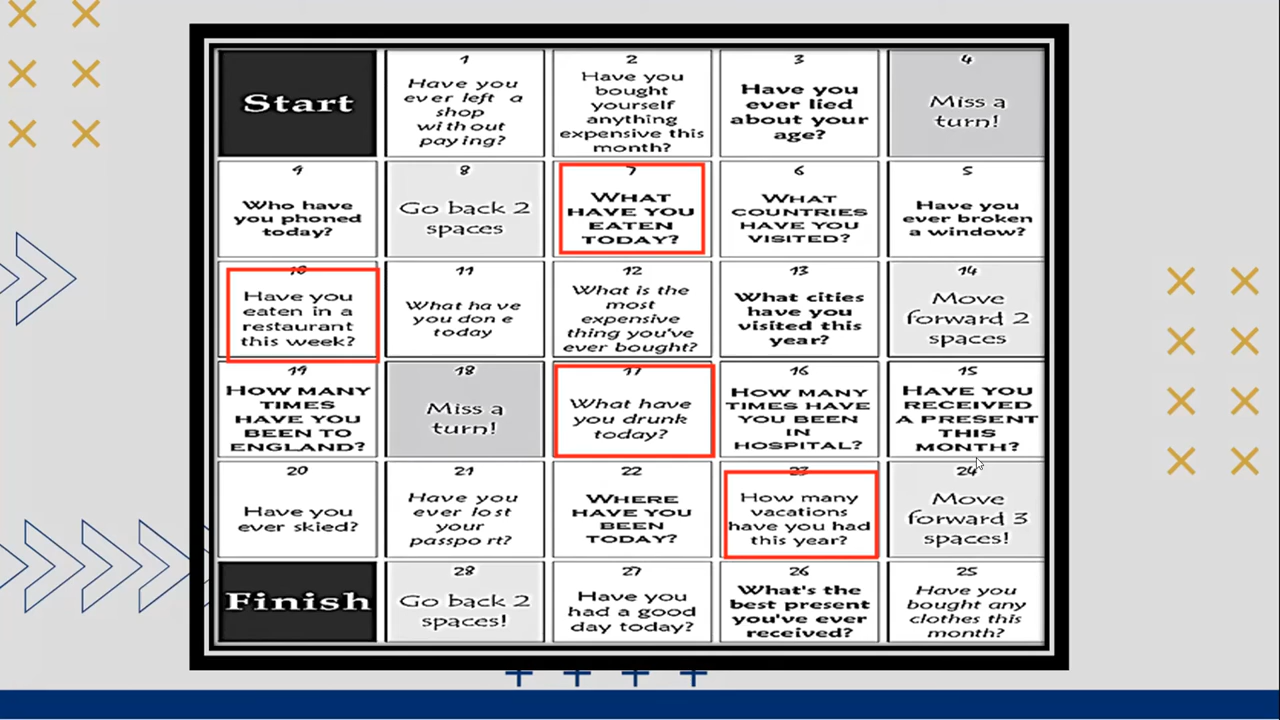 Start
1
Have you
ever left a
shop
without
paying?
2
Have you
bought
yourself
anything
expensive this
month?
3
Have you
ever lied
about your
age?
4
Miss a
turn!
9
Who have
you phoned
today?
8
Go back 2
spaces
7
WHAT
HAVE YOU
EATEN
TODAY?
6
WHAT
COUNTRIES
HAVE YOU
VISITED?
5
Have you
ever broken
a window?
10
Have you
eaten in a
restaurant
this week?
11
What have
you done
today
12
What is the
most
expensive
thing you've
ever bought?
13
What cities
have you
visited this
year?
14
Move
forward 2
spaces
19
HOW MANY
TIMES
HAVE YOU
BEEN TO
ENGLAND?
18
Miss a
turn!
17
What have
you drunk
today?
16
HOW MANY
TIMES HAVE
YOU BEEN
IN
HOSPITAL?
15
HAVE YOU
RECEIVED
A PRESENT
THIS
MONTH?
20
Have you
ever skied?
21
Have you
ever lost
your
passport?
22
WHERE
HAVE YOU
BEEN
TODAY?
23
How many
vacations
have you had
this year?
24
Move
forward 3
spaces!
Finish
28
Go back 2
spaces!
27
Have you
had a good
day today?
26
What's the
best present
you've ever
received?
25
Have you
bought any
clothes this
month?